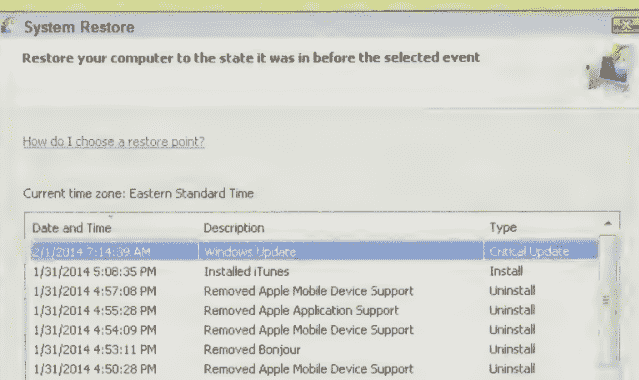 System Restore
Restore your computer to the state it was in before the selected event
How do I choose a restore point?
Current time zone: Eastern Standard Time
Date and Time Description Type
2/1/2014 7:14:39 AM Windows Update Critical Update
1/31/2014 5:08:35 PM Installed iTunes Install
1/31/2014 4:57:08 PM Removed Apple Mobile Device Support Uninstall
1/31/2014 4:55:28 PM Removed Apple Application Support Uninstall
1/31/2014 4:54:09 PM Removed Apple Mobile Device Support Uninstall
1/31/2014 4:53:11 PM Removed Bonjour Uninstall
1/31/2014 4:50:28 PM Removed Apple Mobile Device Support Uninstall